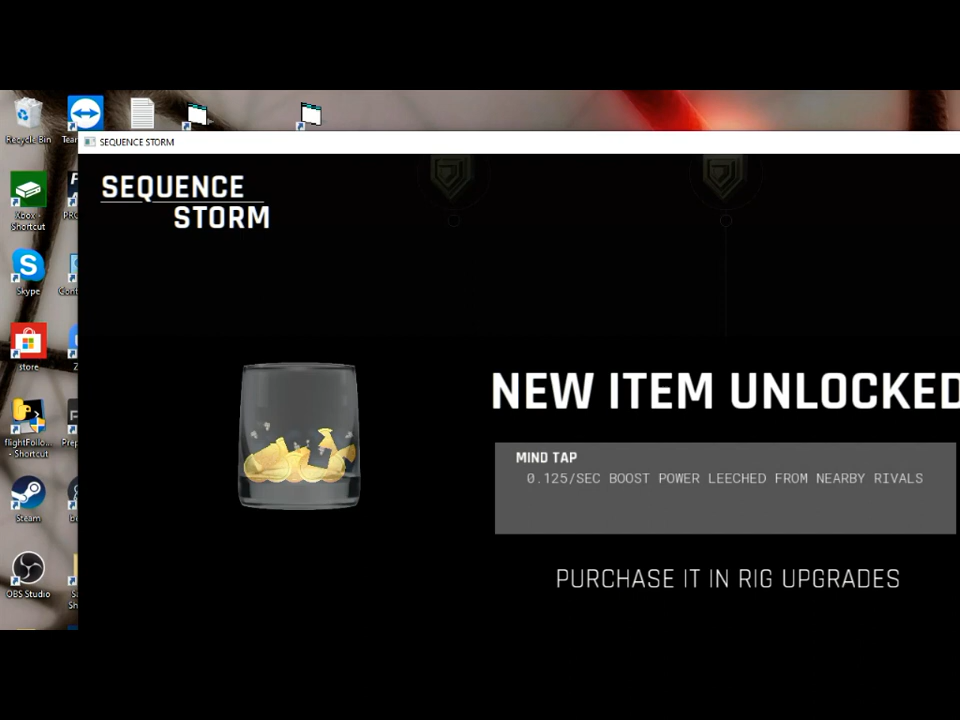 Recycle Bin
SEQUENCE STORM
Xbox -
Shortcut
Skype
store
flightFollo...
- Shortcut
Steam
OBS Studio
SEQUENCE
STORM
NEW ITEM UNLOCKED
MIND TAP
0.125/SEC BOOST POWER LEECHED FROM NEARBY RIVALS
PURCHASE IT IN RIG UPGRADES